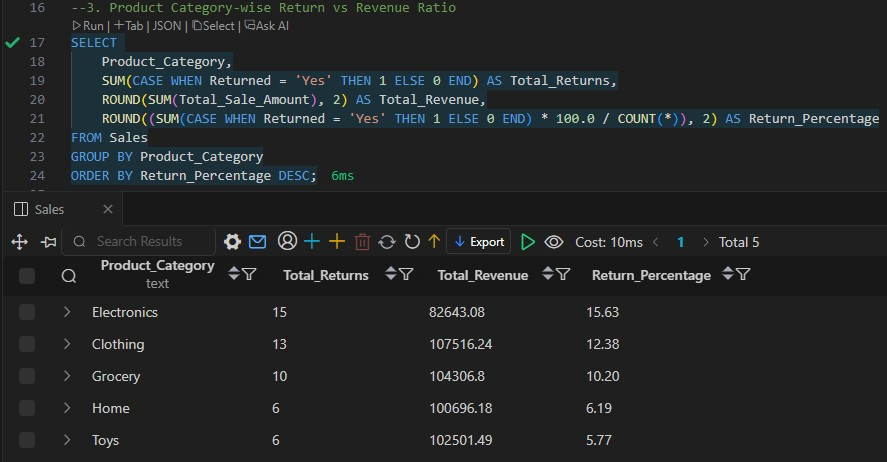 16 --3. Product Category-wise Return vs Revenue Ratio
Run | Tab | JSON | Select | Ask AI
17 SELECT
18 Product_Category,
19 SUM(CASE WHEN Returned = 'Yes' THEN 1 ELSE 0 END) AS Total_Returns,
20 ROUND(SUM(Total_Sale_Amount), 2) AS Total_Revenue,
21 ROUND((SUM(CASE WHEN Returned = 'Yes' THEN 1 ELSE 0 END) * 100.0 / COUNT(*)), 2) AS Return_Percentage
22 FROM Sales
23 GROUP BY Product_Category
24 ORDER BY Return_Percentage DESC; 6ms
Sales
Search Results Export Cost: 10ms 1 Total 5
Product_Category Total_Returns Total_Revenue Return_Percentage
text
Electronics 15 82643.08 15.63
Clothing 13 107516.24 12.38
Grocery 10 104306.8 10.20
Home 6 100696.18 6.19
Toys 6 102501.49 5.77